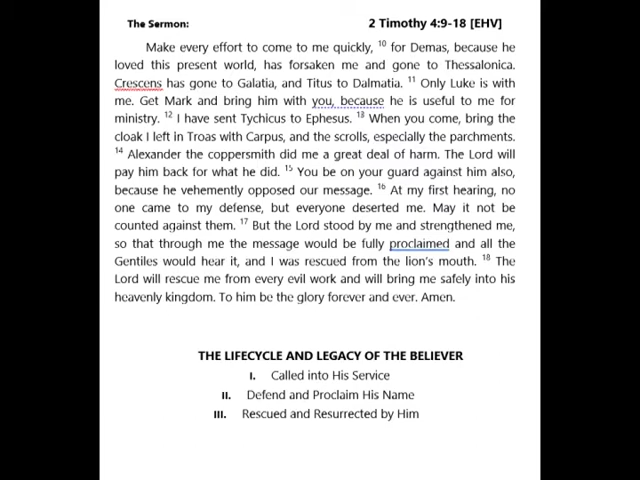 The Sermon: 2 Timothy 4:9-18 [EHV]
Make every effort to come to me quickly, 10 for Demas, because he
loved this present world, has forsaken me and gone to Thessalonica.
Crescens has gone to Galatia, and Titus to Dalmatia. 11 Only Luke is with
me. Get Mark and bring him with you, because he is useful to me for
ministry. 12 I have sent Tychicus to Ephesus. 13 When you come, bring the
cloak I left in Troas with Carpus, and the scrolls, especially the parchments.
14 Alexander the coppersmith did me a great deal of harm. The Lord will
pay him back for what he did. 15 You be on your guard against him also,
because he vehemently opposed our message. 16 At my first hearing, no
one came to my defense, but everyone deserted me. May it not be
counted against them. 17 But the Lord stood by me and strengthened me,
so that through me the message would be fully proclaimed and all the
Gentiles would hear it, and I was rescued from the lion's mouth. 18 The
Lord will rescue me from every evil work and will bring me safely into his
heavenly kingdom. To him be the glory forever and ever. Amen.
THE LIFECYCLE AND LEGACY OF THE BELIEVER
I. Called into His Service
II. Defend and Proclaim His Name
III. Rescued and Resurrected by Him